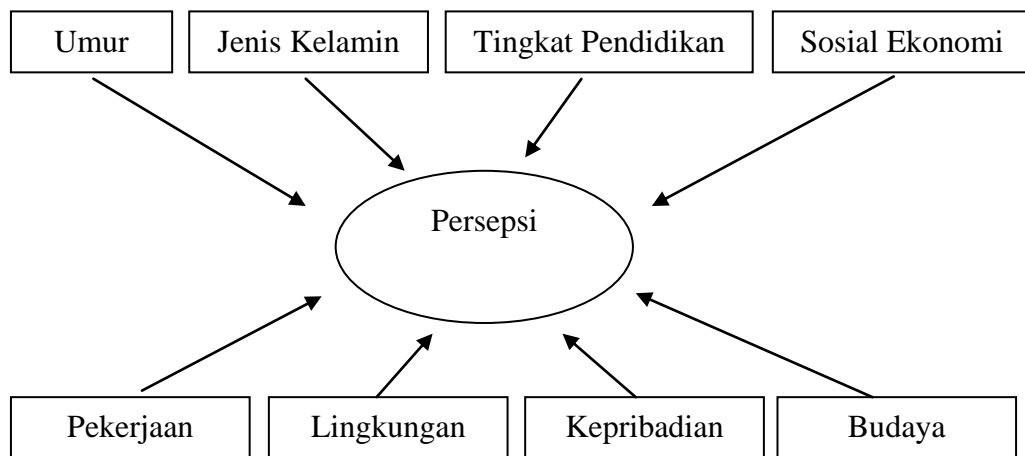 Umur
Jenis Kelamin
Tingkat Pendidikan
Sosial Ekonomi
Persepsi
Pekerjaan
Lingkungan
Kepribadian
Budaya